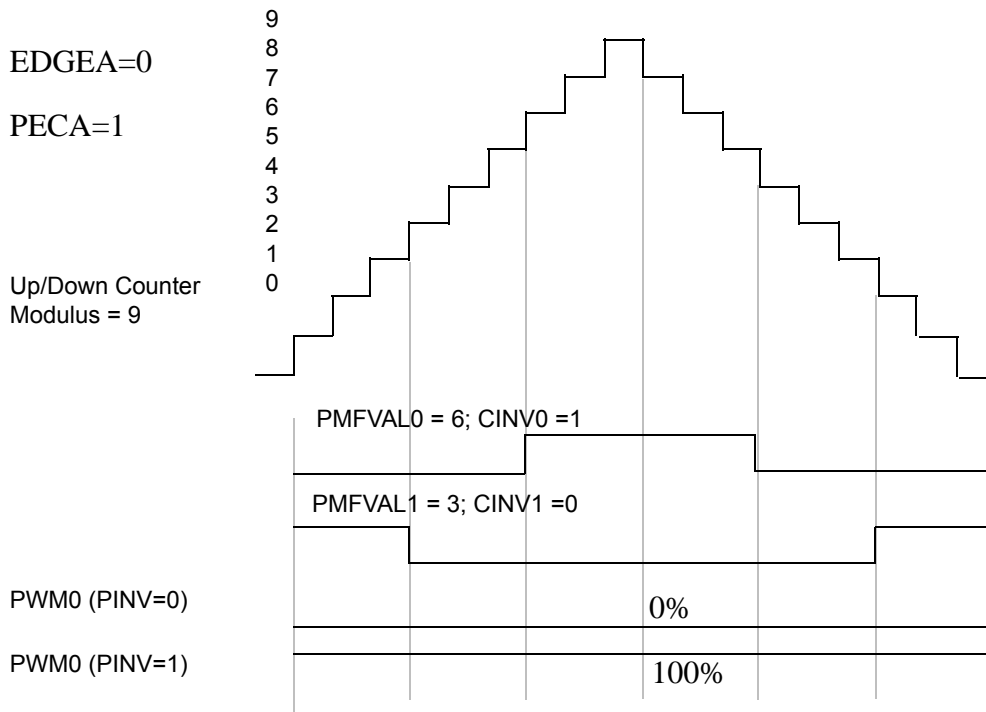 9
8
EDGEA=0
7
6
PECA=1
5
4
3
2
1
Up/Down Counter
0
Modulus = 9
PMFVAL0 = 6; CINV0 =1
PMFVAL1 = 3; CINV1 =0
PWM0 (PINV=0)
0%
PWM0 (PINV=1)
100%